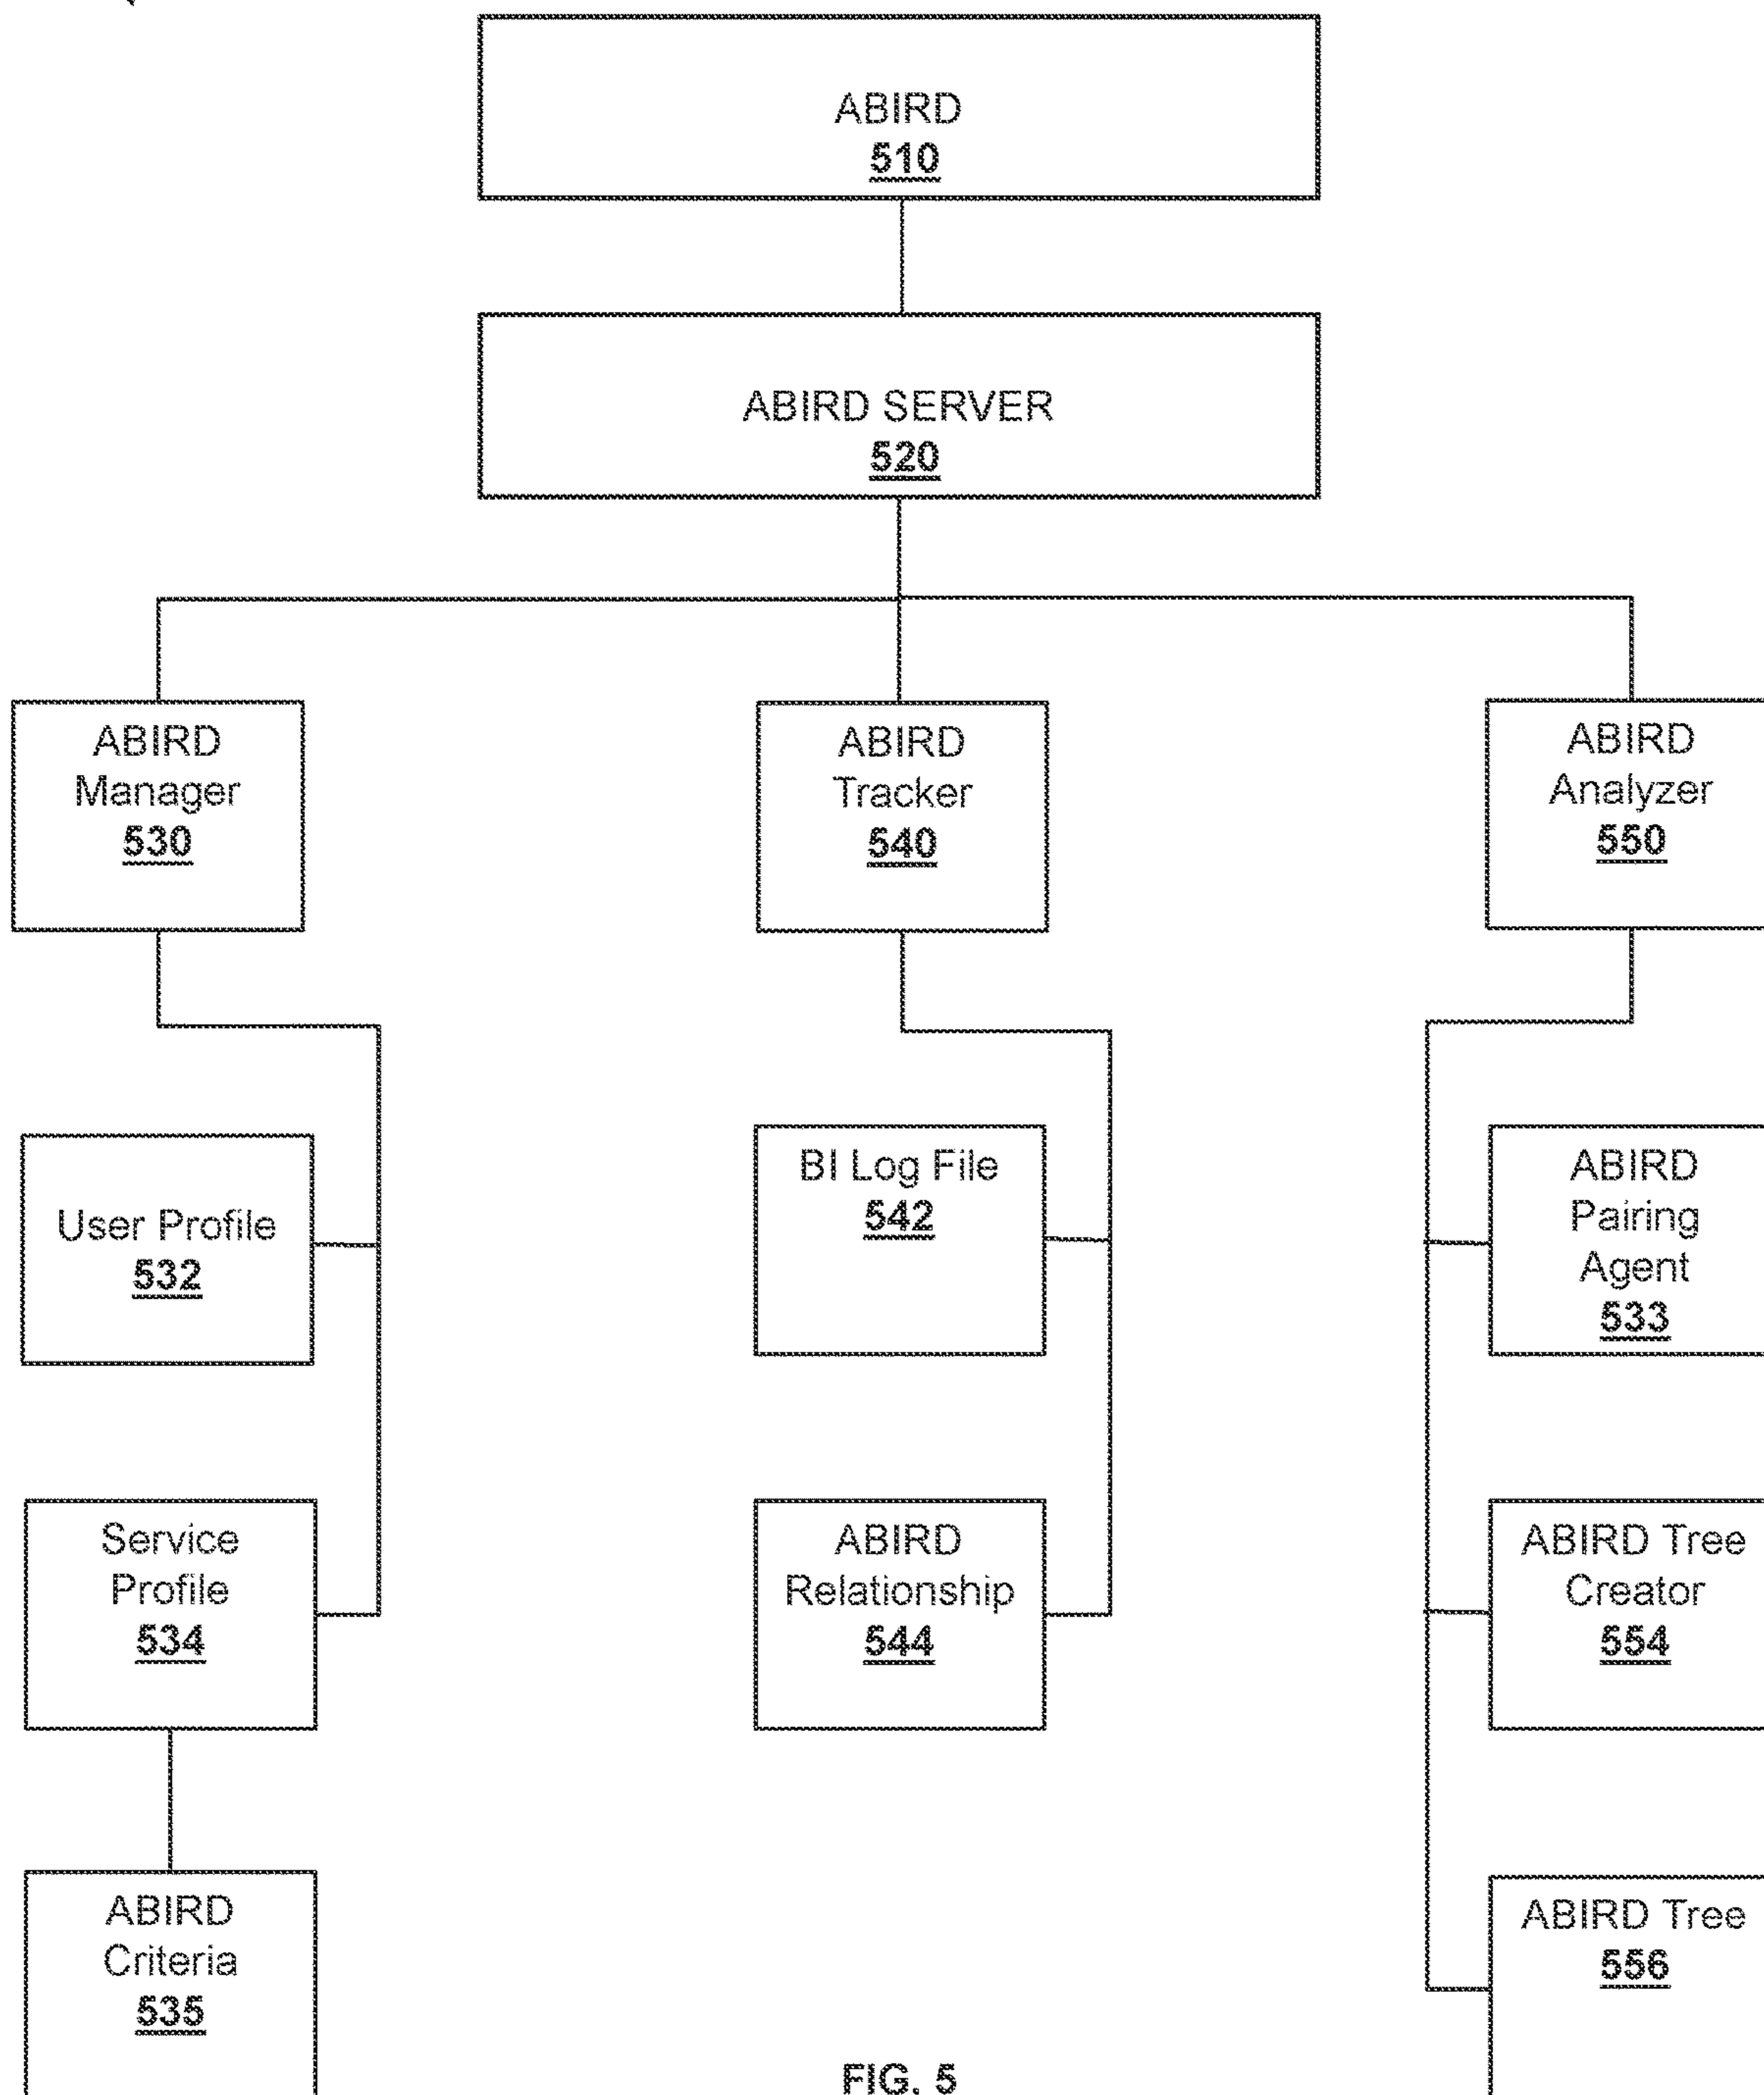 ABIRD
510
ABIRD SERVER
520
ABIRD
Manager
530
ABIRD
Tracker
540
ABIRD
Analyzer
550
User Profile
532
BI Log File
542
ABIRD
Pairing
Agent
533
Service
Profile
534
ABIRD
Relationship
544
ABIRD Tree
Creator
554
ABIRD
Criteria
535
ABIRD Tree
556
FIG. 5